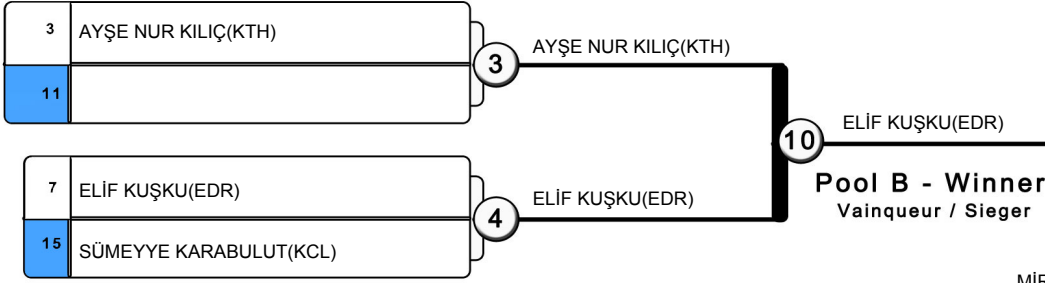 3 AYŞE NUR KILIÇ(KTH)
11
3
AYŞE NUR KILIÇ(KTH)
7 ELİF KUŞKU(EDR)
15 SÜMEYYE KARABULUT(KCL)
4
ELİF KUŞKU(EDR)
10
ELİF KUŞKU(EDR)
Pool B - Winner
Vainqueur / Sieger